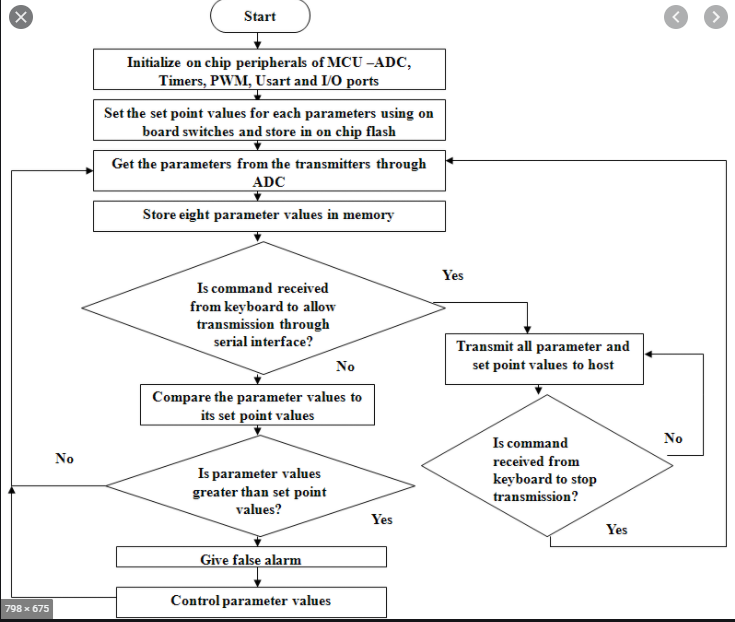 Start
Initialize on chip peripherals of MCU –ADC,
Timers, PWM, Usart and I/O ports
Set the set point values for each parameters using on
board switches and store in on chip flash
Get the parameters from the transmitters through
ADC
Store eight parameter values in memory
Is command received
from keyboard to allow
transmission through
serial interface?
Yes
No
Transmit all parameter and
set point values to host
Compare the parameter values to
its set point values
Is command
received from
keyboard to stop
transmission?
No
Yes
Is parameter values
greater than set point
values?
No
Yes
Give false alarm
Control parameter values
798 × 675